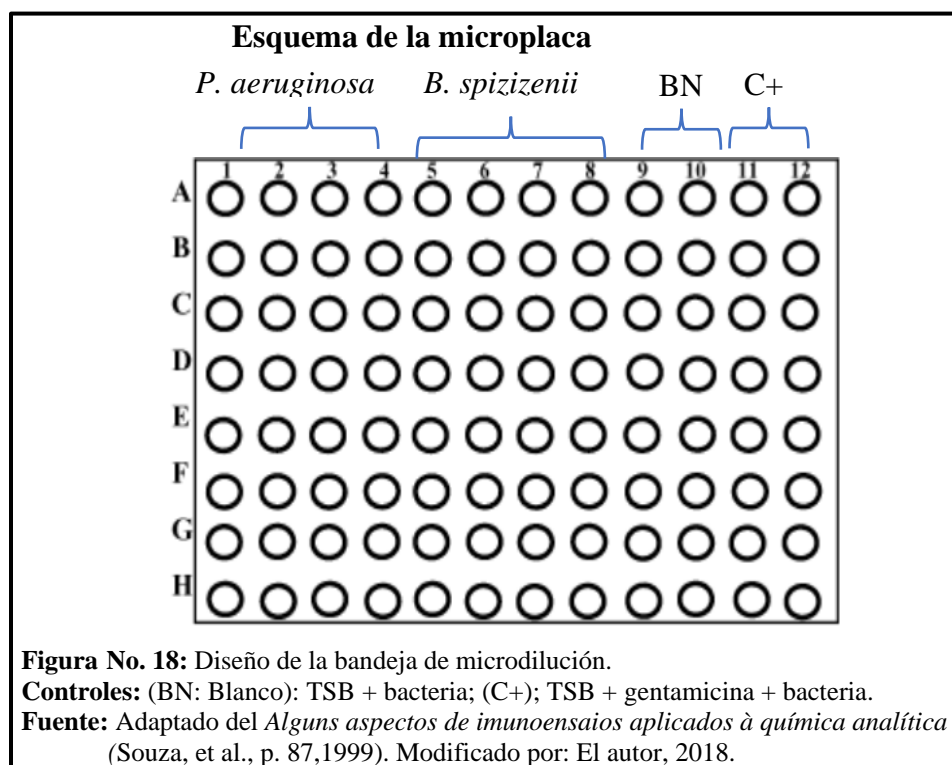 Esquema de la microplaca
P. aeruginosa B. spizizenii BN C+
1 2 3 4 5 6 7 8 9 10 11 12
A
B
C
D
E
F
G
H
Figura No. 18: Diseño de la bandeja de microdilución.
Controles: (BN: Blanco): TSB + bacteria; (C+); TSB + gentamicina + bacteria.
Fuente: Adaptado del Alguns aspectos de imunoensaios aplicados à química analítica
(Souza, et al., p. 87,1999). Modificado por: El autor, 2018.